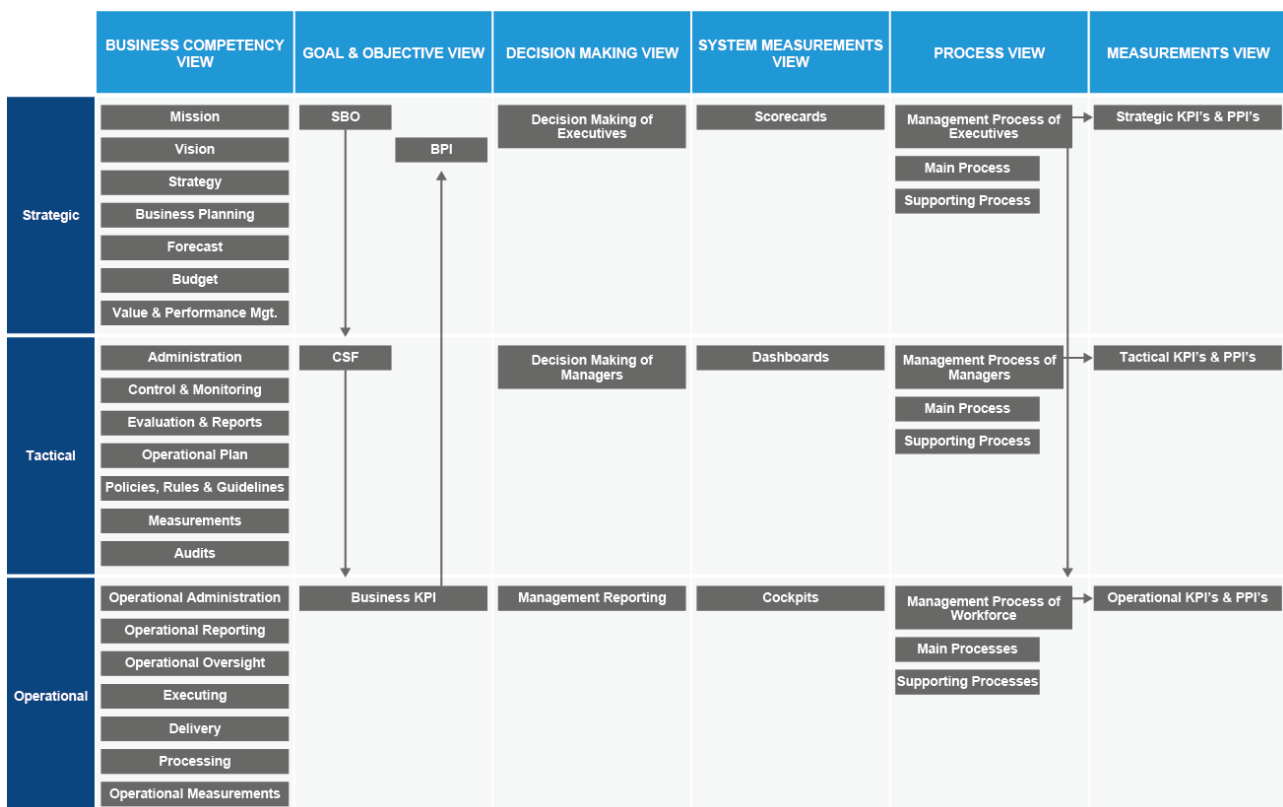 BUSINESS COMPETENCY
VIEW
GOAL & OBJECTIVE VIEW
DECISION MAKING VIEW
SYSTEM MEASUREMENTS
VIEW
PROCESS VIEW
MEASUREMENTS VIEW
Strategic
Mission
Vision
Strategy
Business Planning
Forecast
Budget
Value & Performance Mgt.
SBO
BPI
Decision Making of
Executives
Scorecards
Management Process of
Executives
Main Process
Supporting Process
Strategic KPI's & PPI's
Tactical
Administration
Control & Monitoring
Evaluation & Reports
Operational Plan
Policies, Rules & Guidelines
Measurements
Audits
CSF
Decision Making of
Managers
Dashboards
Management Process of
Managers
Main Process
Supporting Process
Tactical KPI's & PPI's
Operational
Operational Administration
Operational Reporting
Operational Oversight
Executing
Delivery
Processing
Operational Measurements
Business KPI
Management Reporting
Cockpits
Management Process of
Workforce
Main Processes
Supporting Processes
Operational KPI's & PPI's